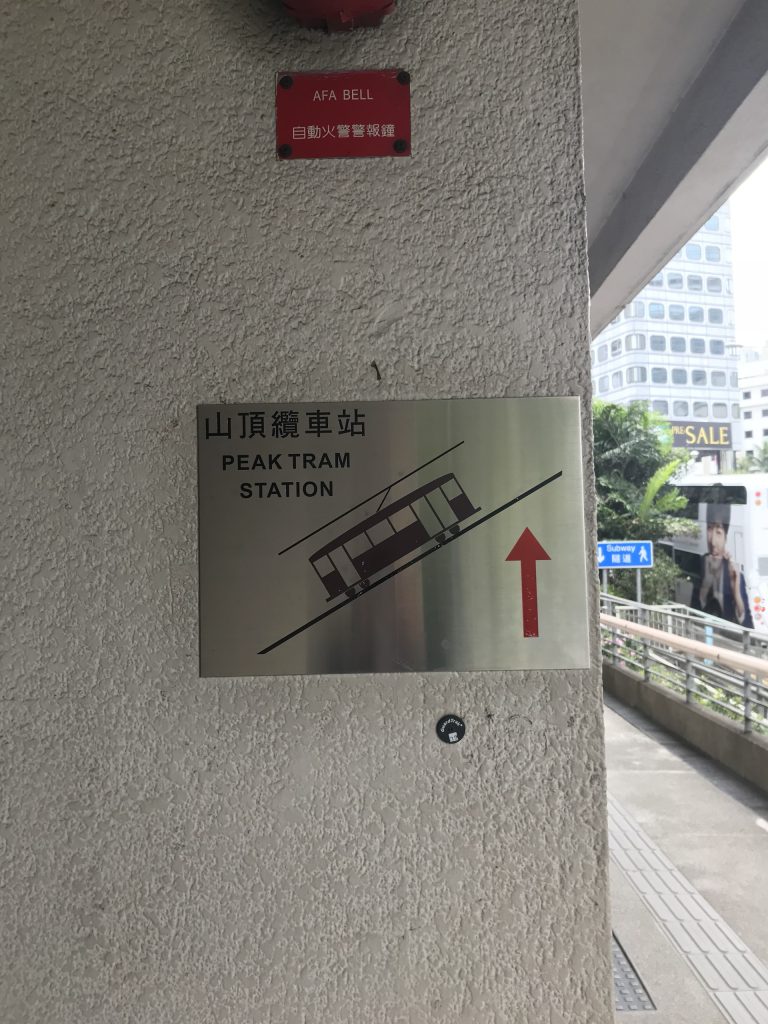 AFA BELL
自動火警警報鐘
山頂纜車站
PEAK TRAM
STATION
PRE SALE
Subway
隧道